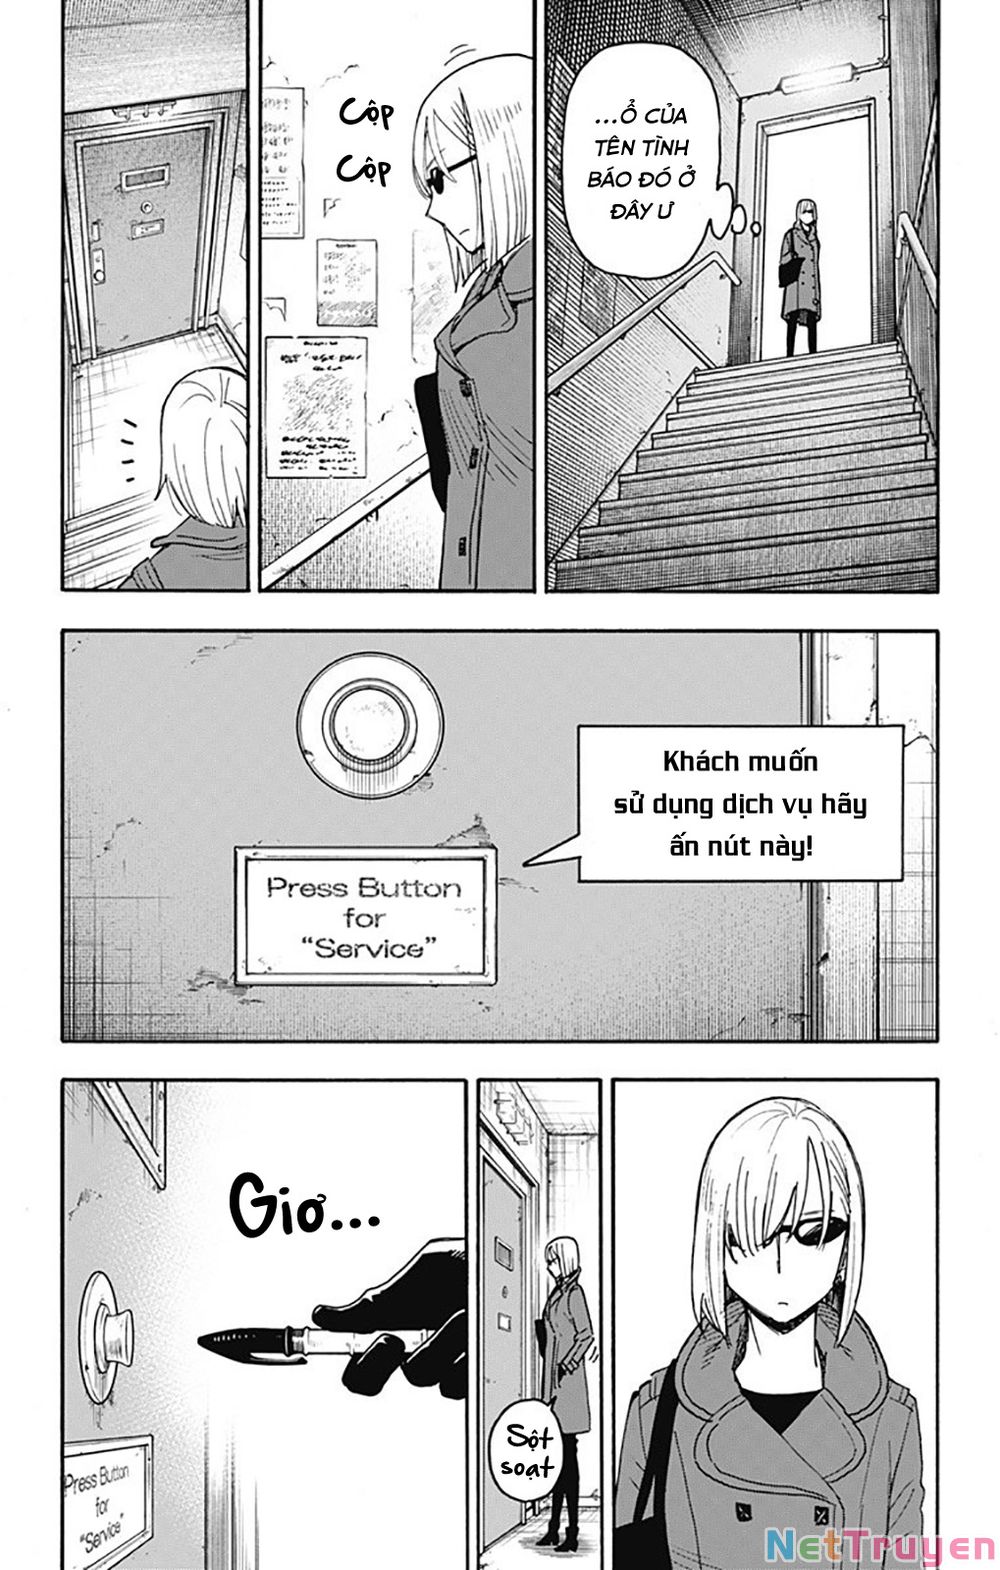 ...Ổ CỦA
TÊN TÌNH
BÁO ĐÓ Ở
ĐÂY Ư
Cộp
Cộp
Khách muốn
sử dụng dịch vụ hãy
ấn nút này!
Press Button
for
“Service”
Sột
soạt
Giơ...
Press Button
for
“Service”
NetTruyen